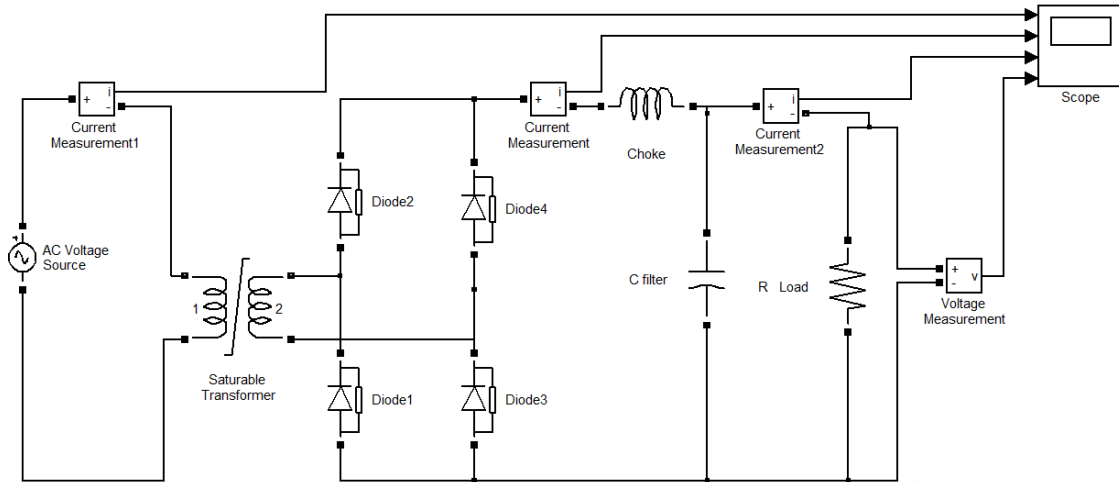 Scope
+
i
-
Current
Measurement1
+
i
-
Current
Measurement
Choke
+
i
-
Current
Measurement2
Diode2
Diode4
+
AC Voltage
Source
1
2
Saturable
Transformer
C filter
R Load
+
-
v
Voltage
Measurement
Diode1
Diode3